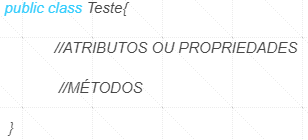 public class Teste{
//ATRIBUTOS OU PROPRIEDADES
//MÉTODOS
}